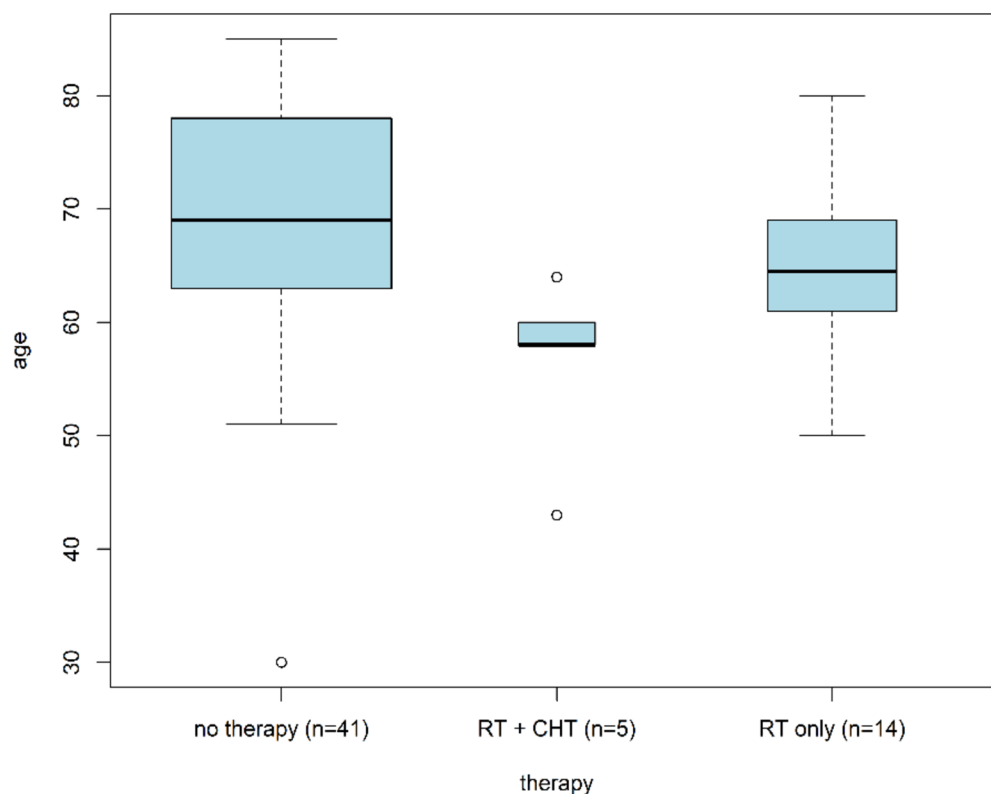 age
80
70
60
50
40
30
no therapy (n=41)
RT + CHT (n=5)
RT only (n=14)
therapy